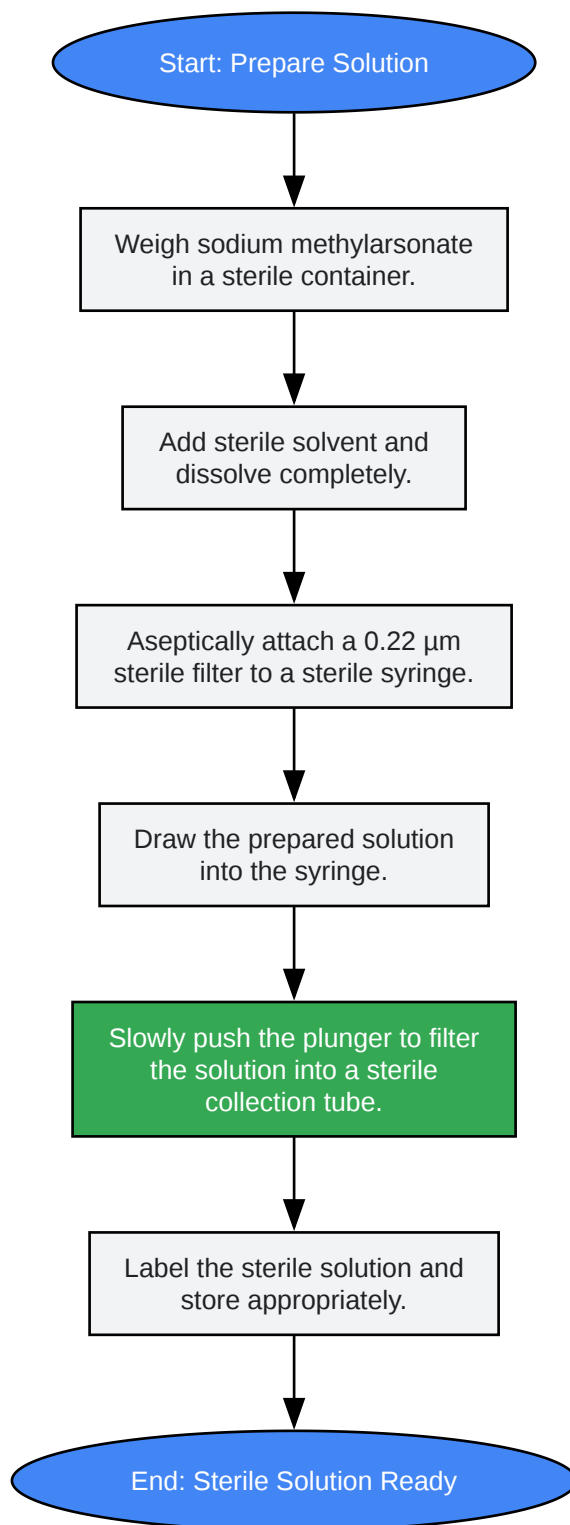 Start: Prepare Solution
Weigh sodium methylarsonate
in a sterile container.
Add sterile solvent and
dissolve completely.
Aseptically attach a 0.22 µm
sterile filter to a sterile syringe.
Draw the prepared solution
into the syringe.
Slowly push the plunger to filter
the solution into a sterile
collection tube.
Label the sterile solution and
store appropriately.
End: Sterile Solution Ready